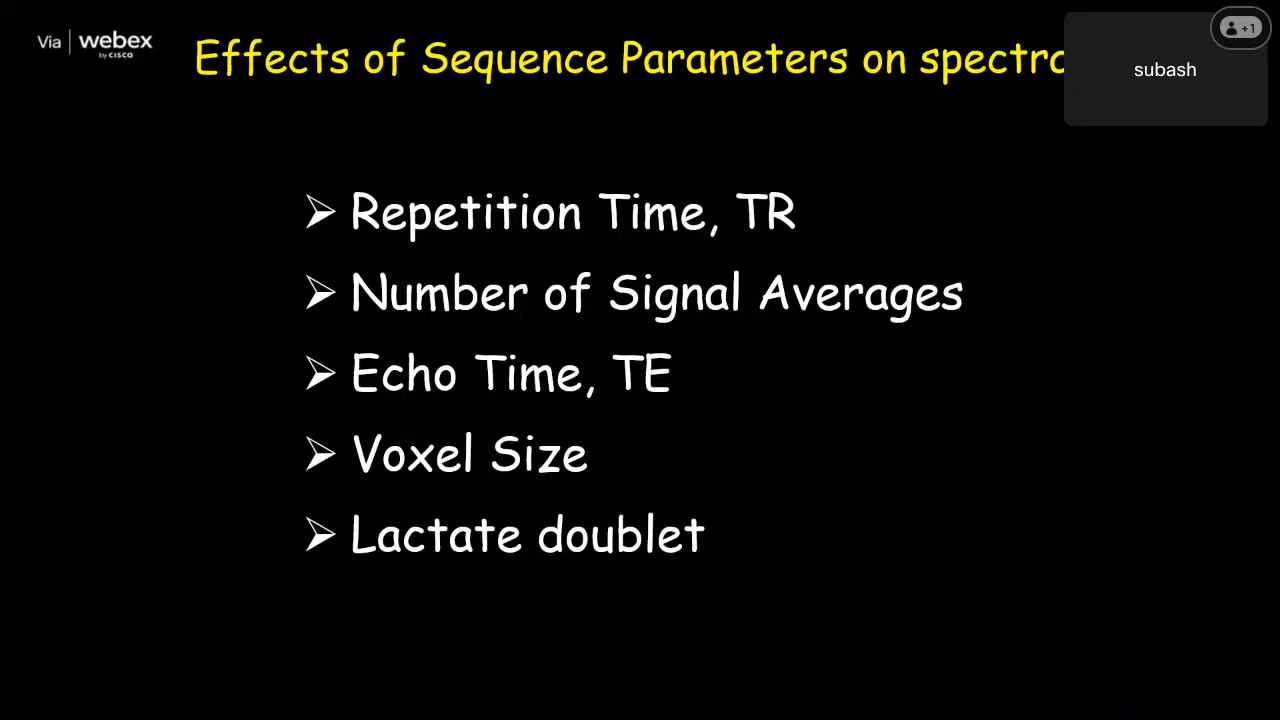 Via webex
by CISCO
Effects of Sequence Parameters on
+1
subash
Repetition Time, TR
Number of Signal Averages
Echo Time, TE
Voxel Size
Lactate doublet